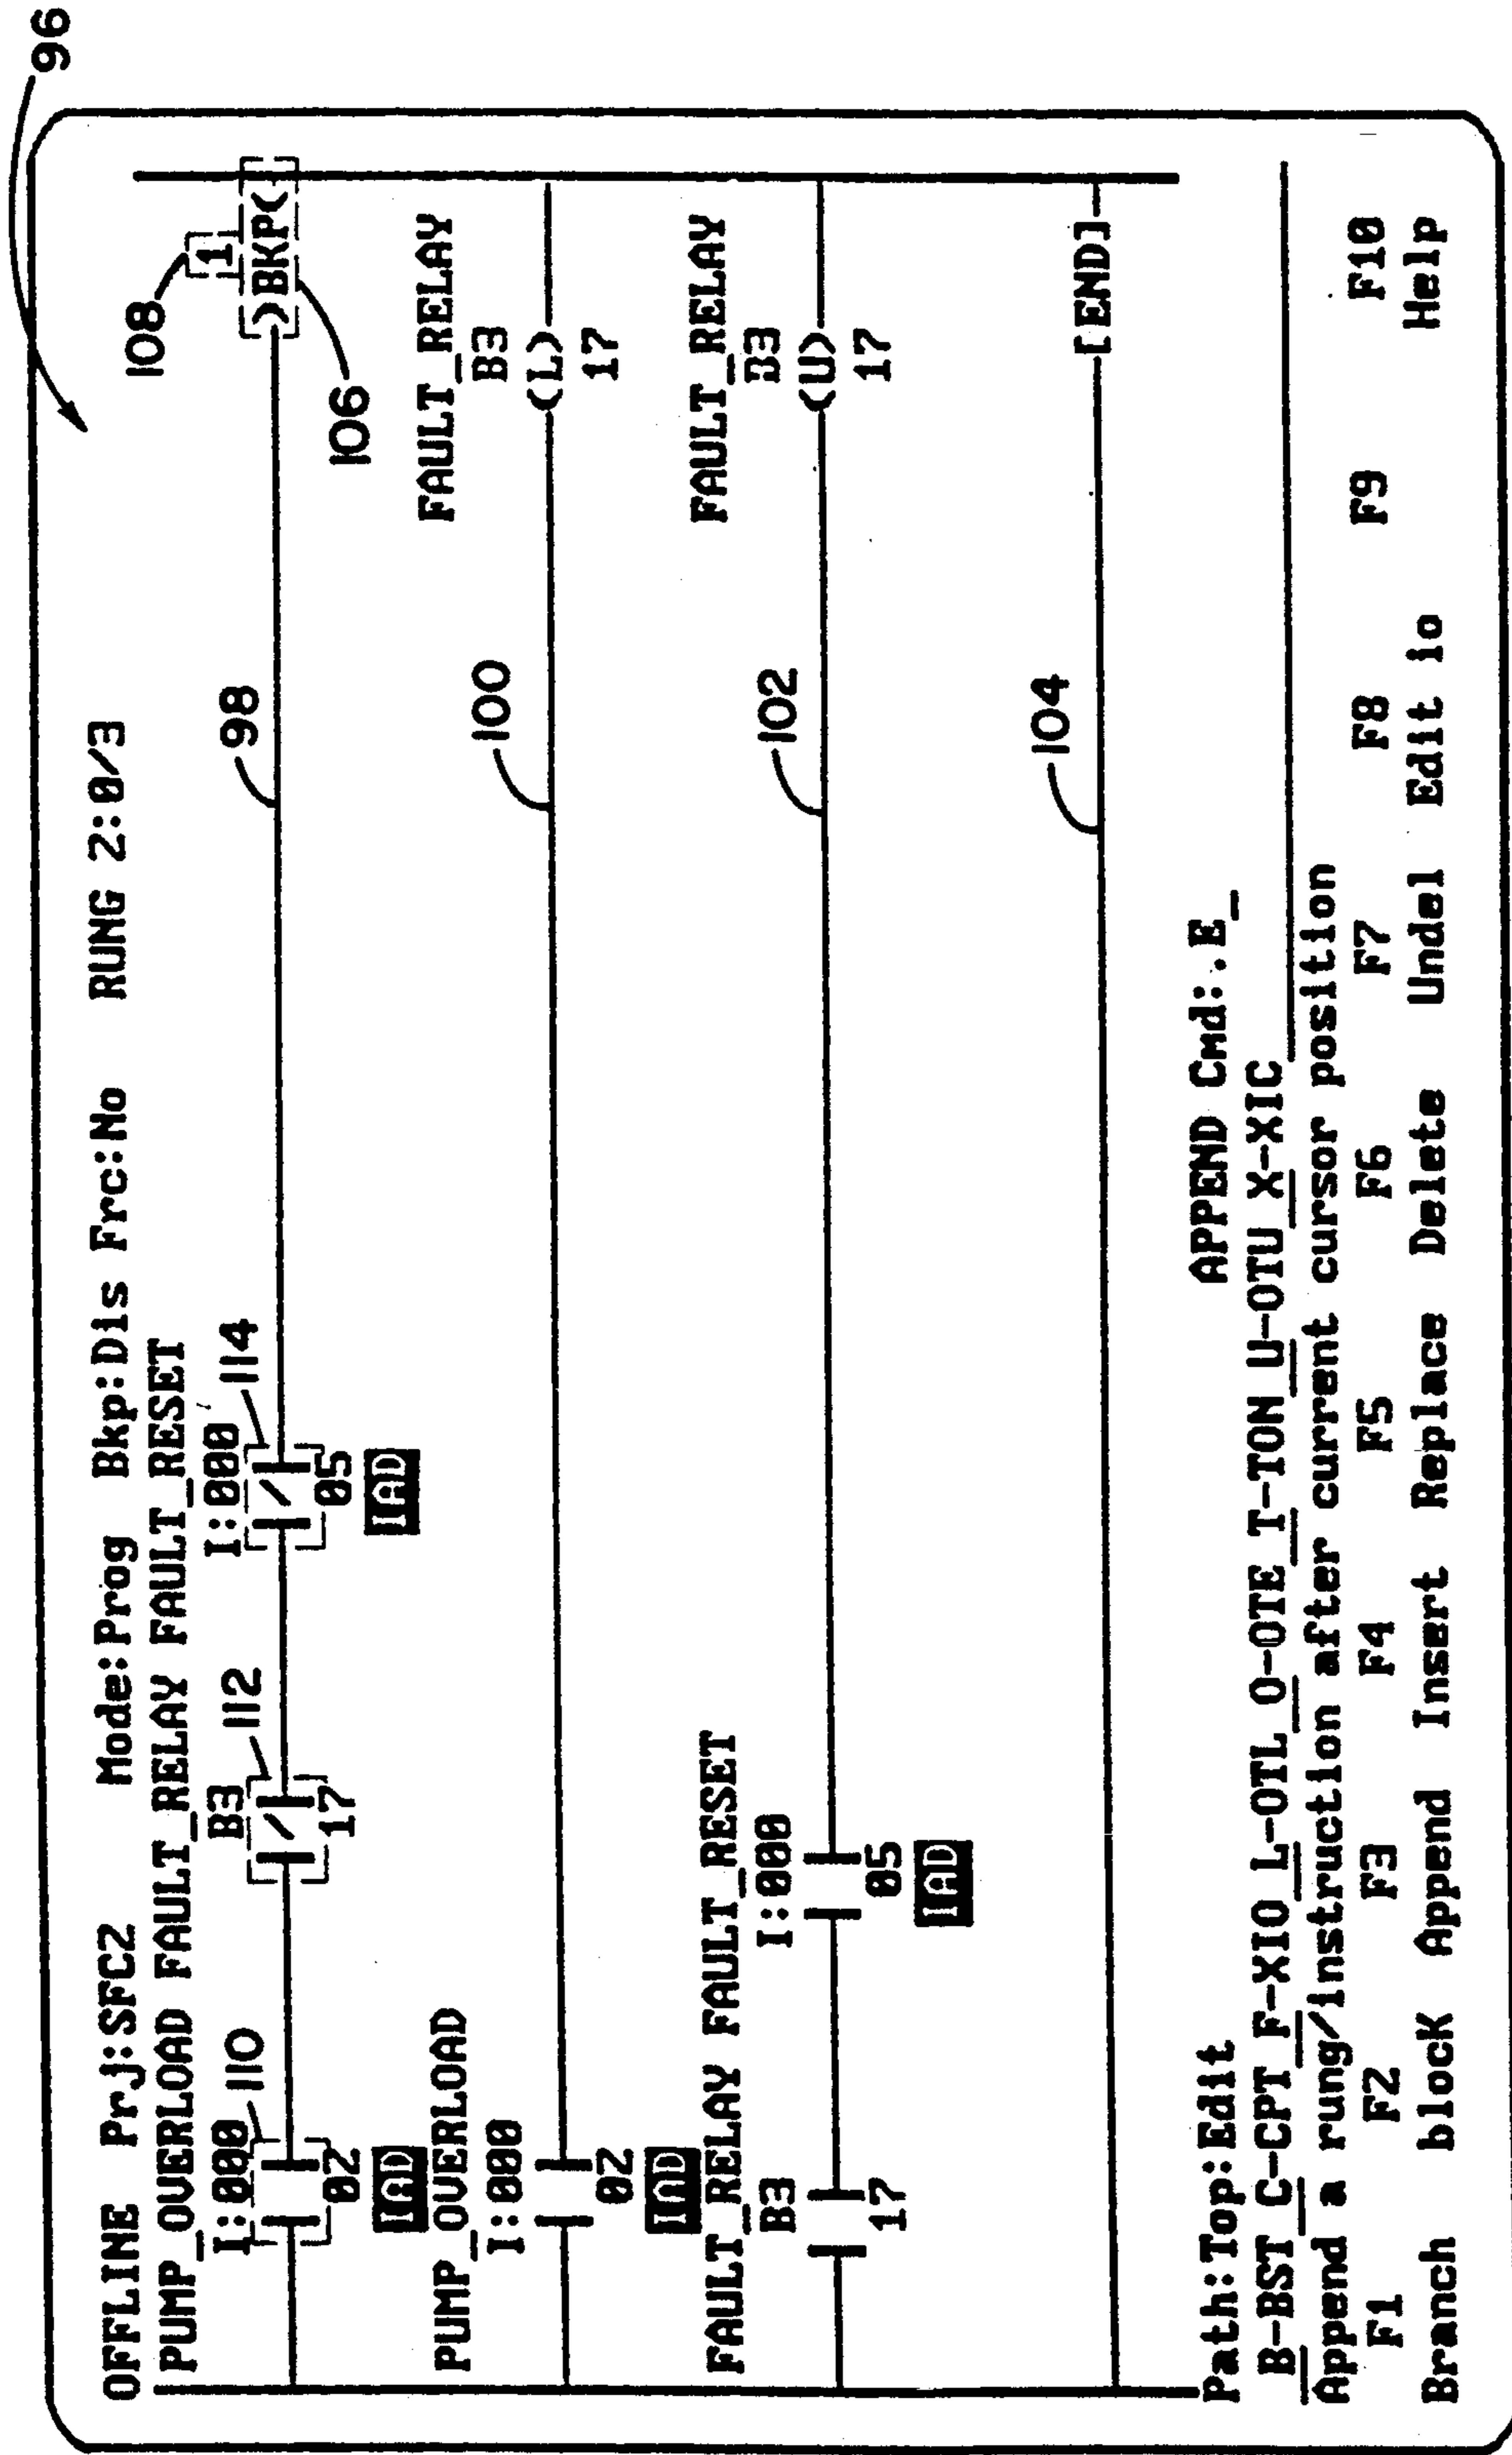 96
OFFLINE Prj:SFC2 Mode:Prog Bkp:Dis Frc:No RUNG 2:0/3
PUMP_OVERLOAD FAULT_RELAY FAULT_RESET
108
1
I:000 110 B3 112 I:000 114 98
)BKP(
02 17 05
106
IAD IAD
PUMP_OVERLOAD FAULT_RELAY
I:000 100 B3
(L)
02 17
IAD
FAULT_RELAY FAULT_RESET FAULT_RELAY
B3 I:000 102 B3
(U)
17 05 17
IAD
104
[END]
Path:Top:Edit APPEND Cmd:.E_
B-BST C-CPT F-XIO L-OTL O-OTE T-TON U-OTU X-XIC
Append a rung/instruction after current cursor position
F1 F2 F3 F4 F5 F6 F7 F8 F9 F10
Branch blocK Append Insert Replace Delete Undel Edit io Help